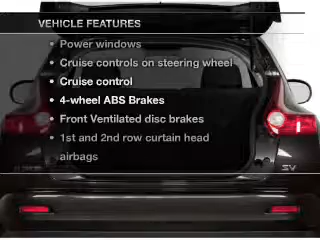 VEHICLE FEATURES
• Power windows
• Cruise controls on steering wheel
• Cruise control
• 4-wheel ABS Brakes
• Front Ventilated disc brakes
• 1st and 2nd row curtain head
airbags
SV